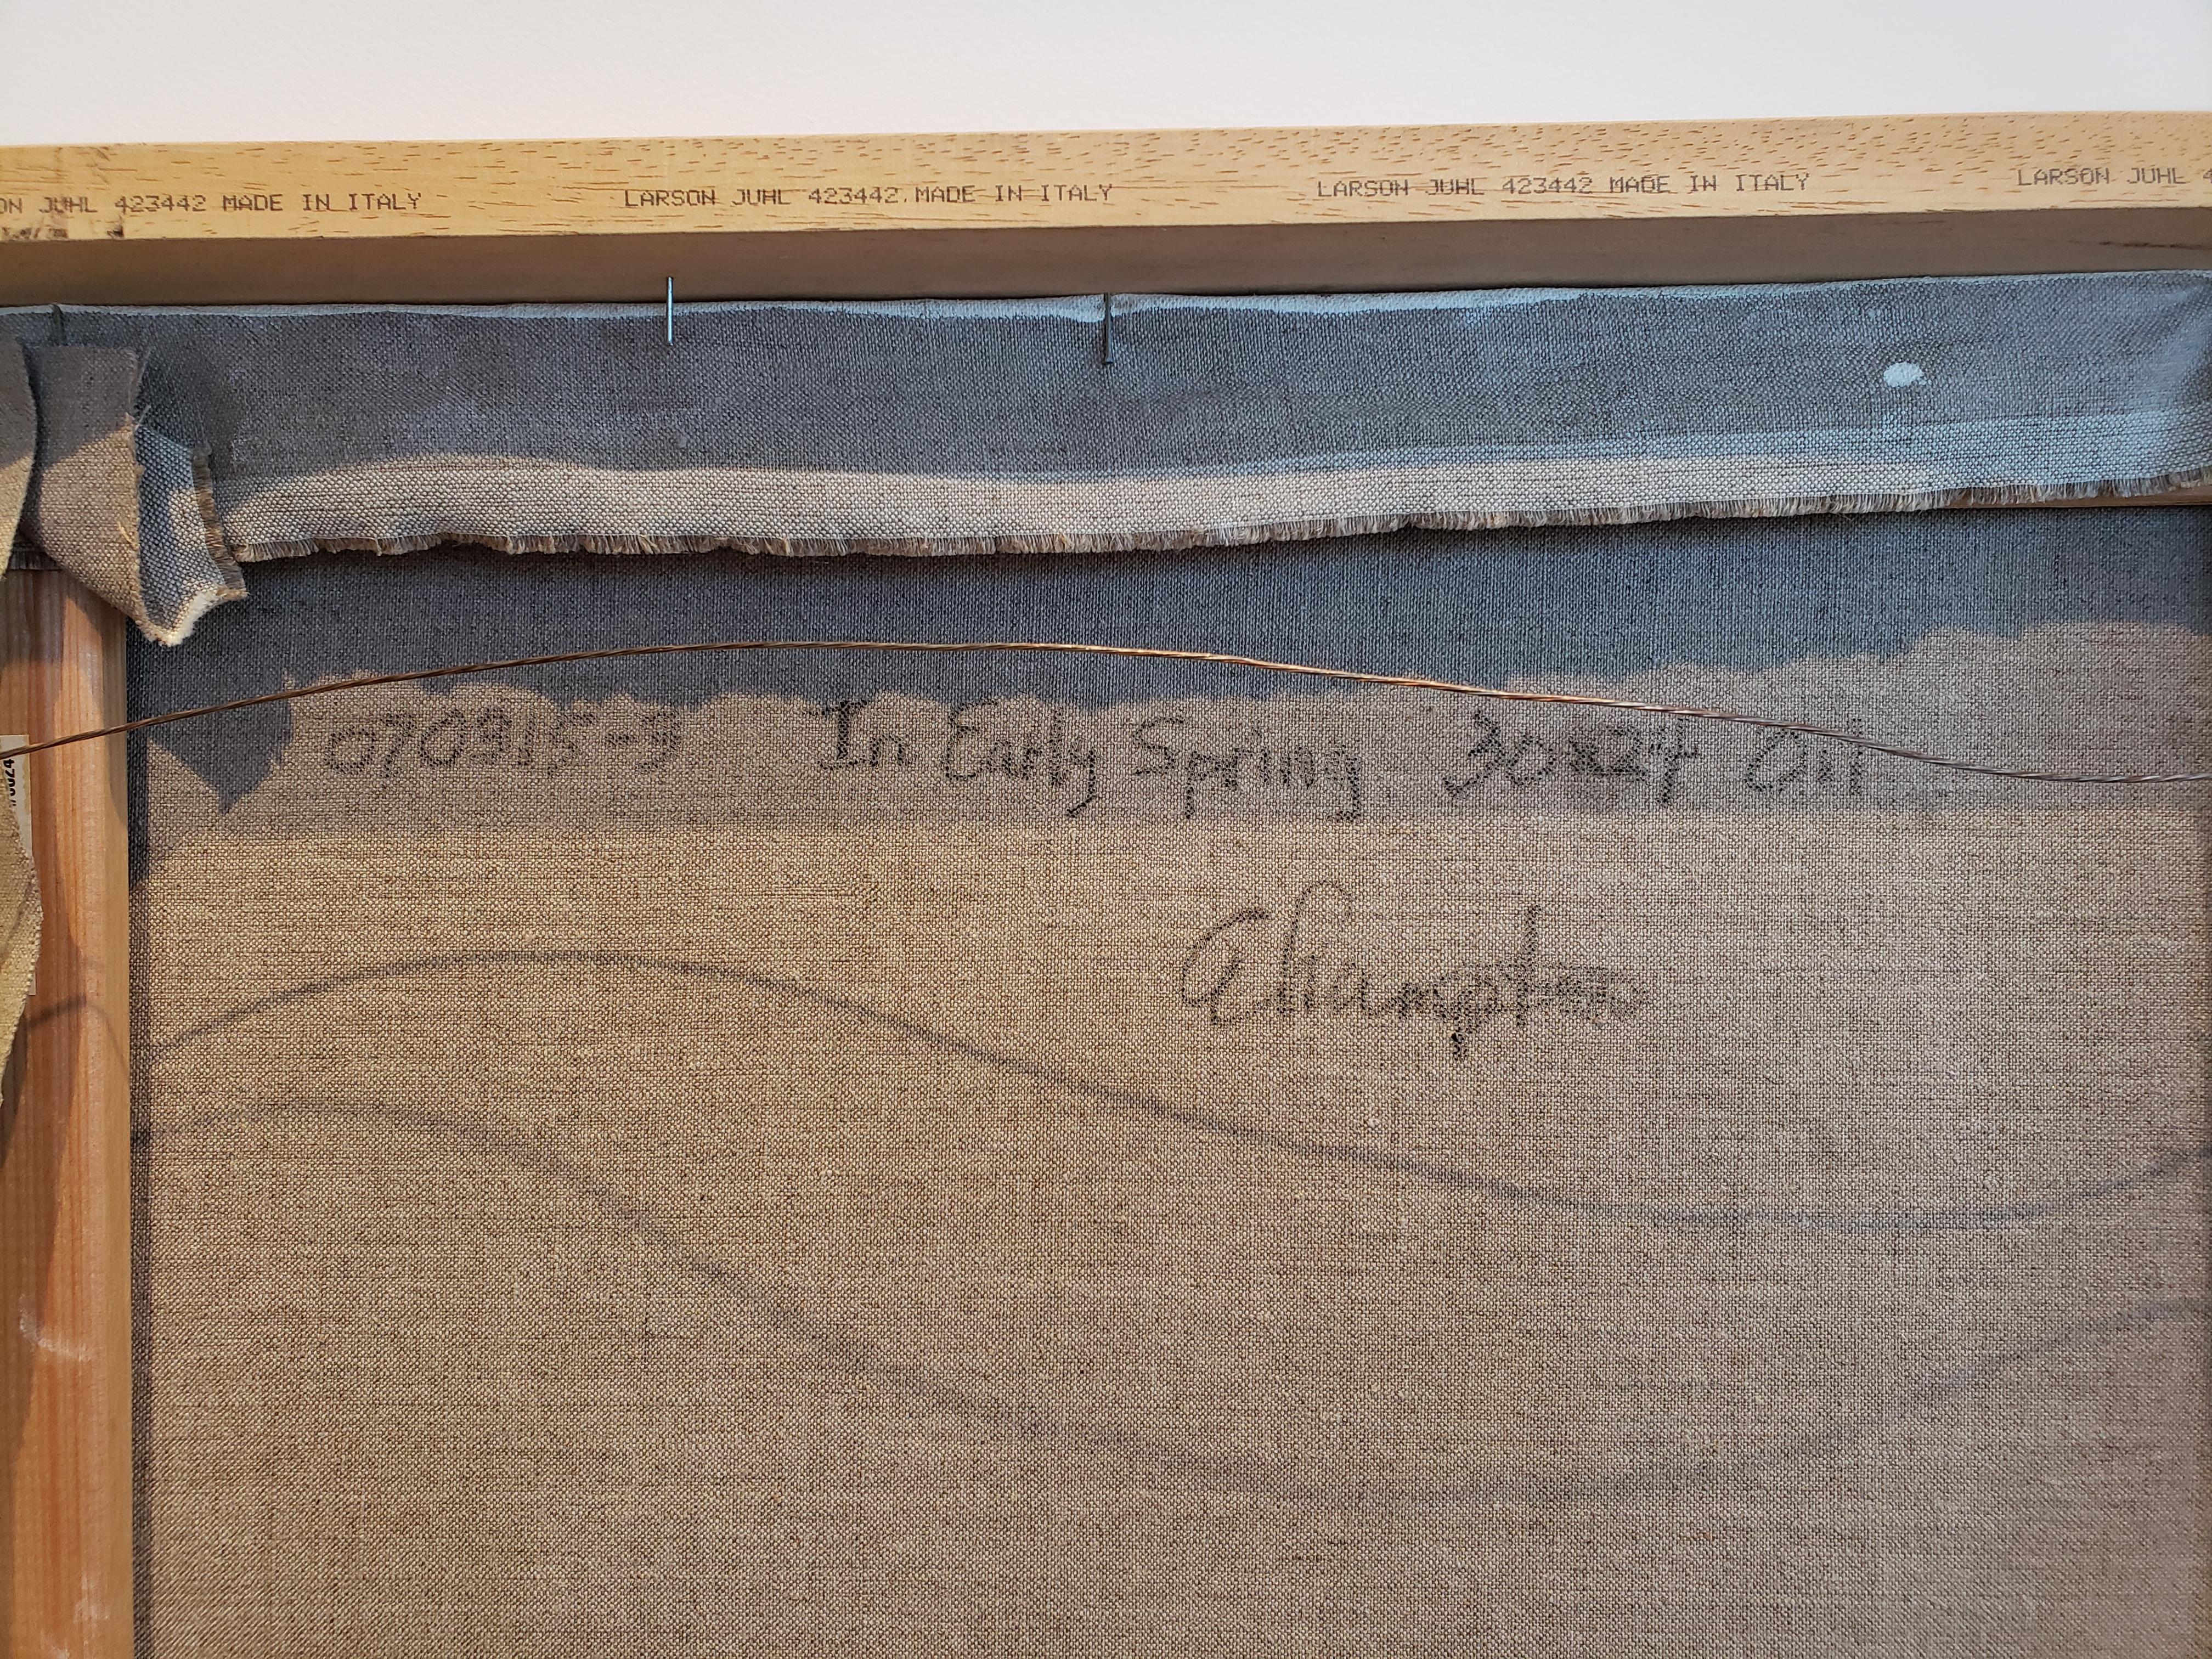 ON JUHL 423442 MADE IN ITALY LARSON JUHL 423442 MADE IN ITALY LARSON JUHL 423442 MADE IN ITALY LARSON JUHL 4
070315-3 In Early Spring 30x24 Oil